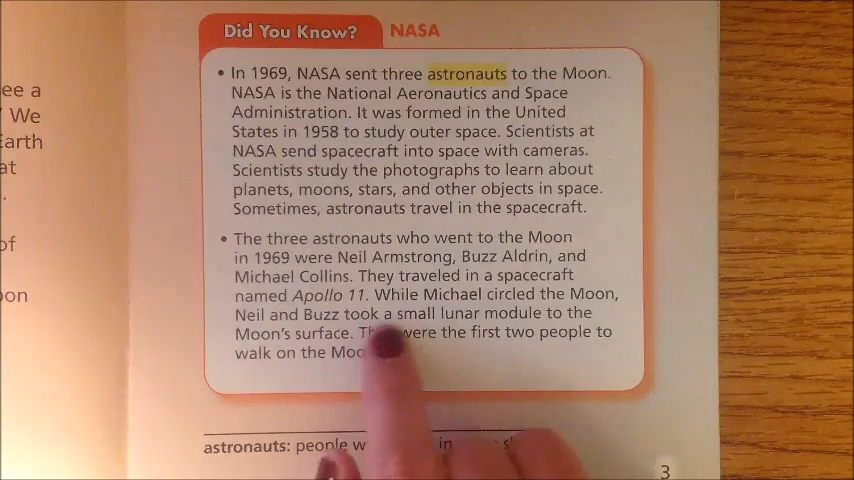 ee a
We
Earth
at
of
oon
Did You Know? NASA
• In 1969, NASA sent three astronauts to the Moon.
NASA is the National Aeronautics and Space
Administration. It was formed in the United
States in 1958 to study outer space. Scientists at
NASA send spacecraft into space with cameras.
Scientists study the photographs to learn about
planets, moons, stars, and other objects in space.
Sometimes, astronauts travel in the spacecraft.
• The three astronauts who went to the Moon
in 1969 were Neil Armstrong, Buzz Aldrin, and
Michael Collins. They traveled in a spacecraft
named Apollo 11. While Michael circled the Moon,
Neil and Buzz took a small lunar module to the
Moon's surface. were the first two people to
walk on the
astronauts: people in
3